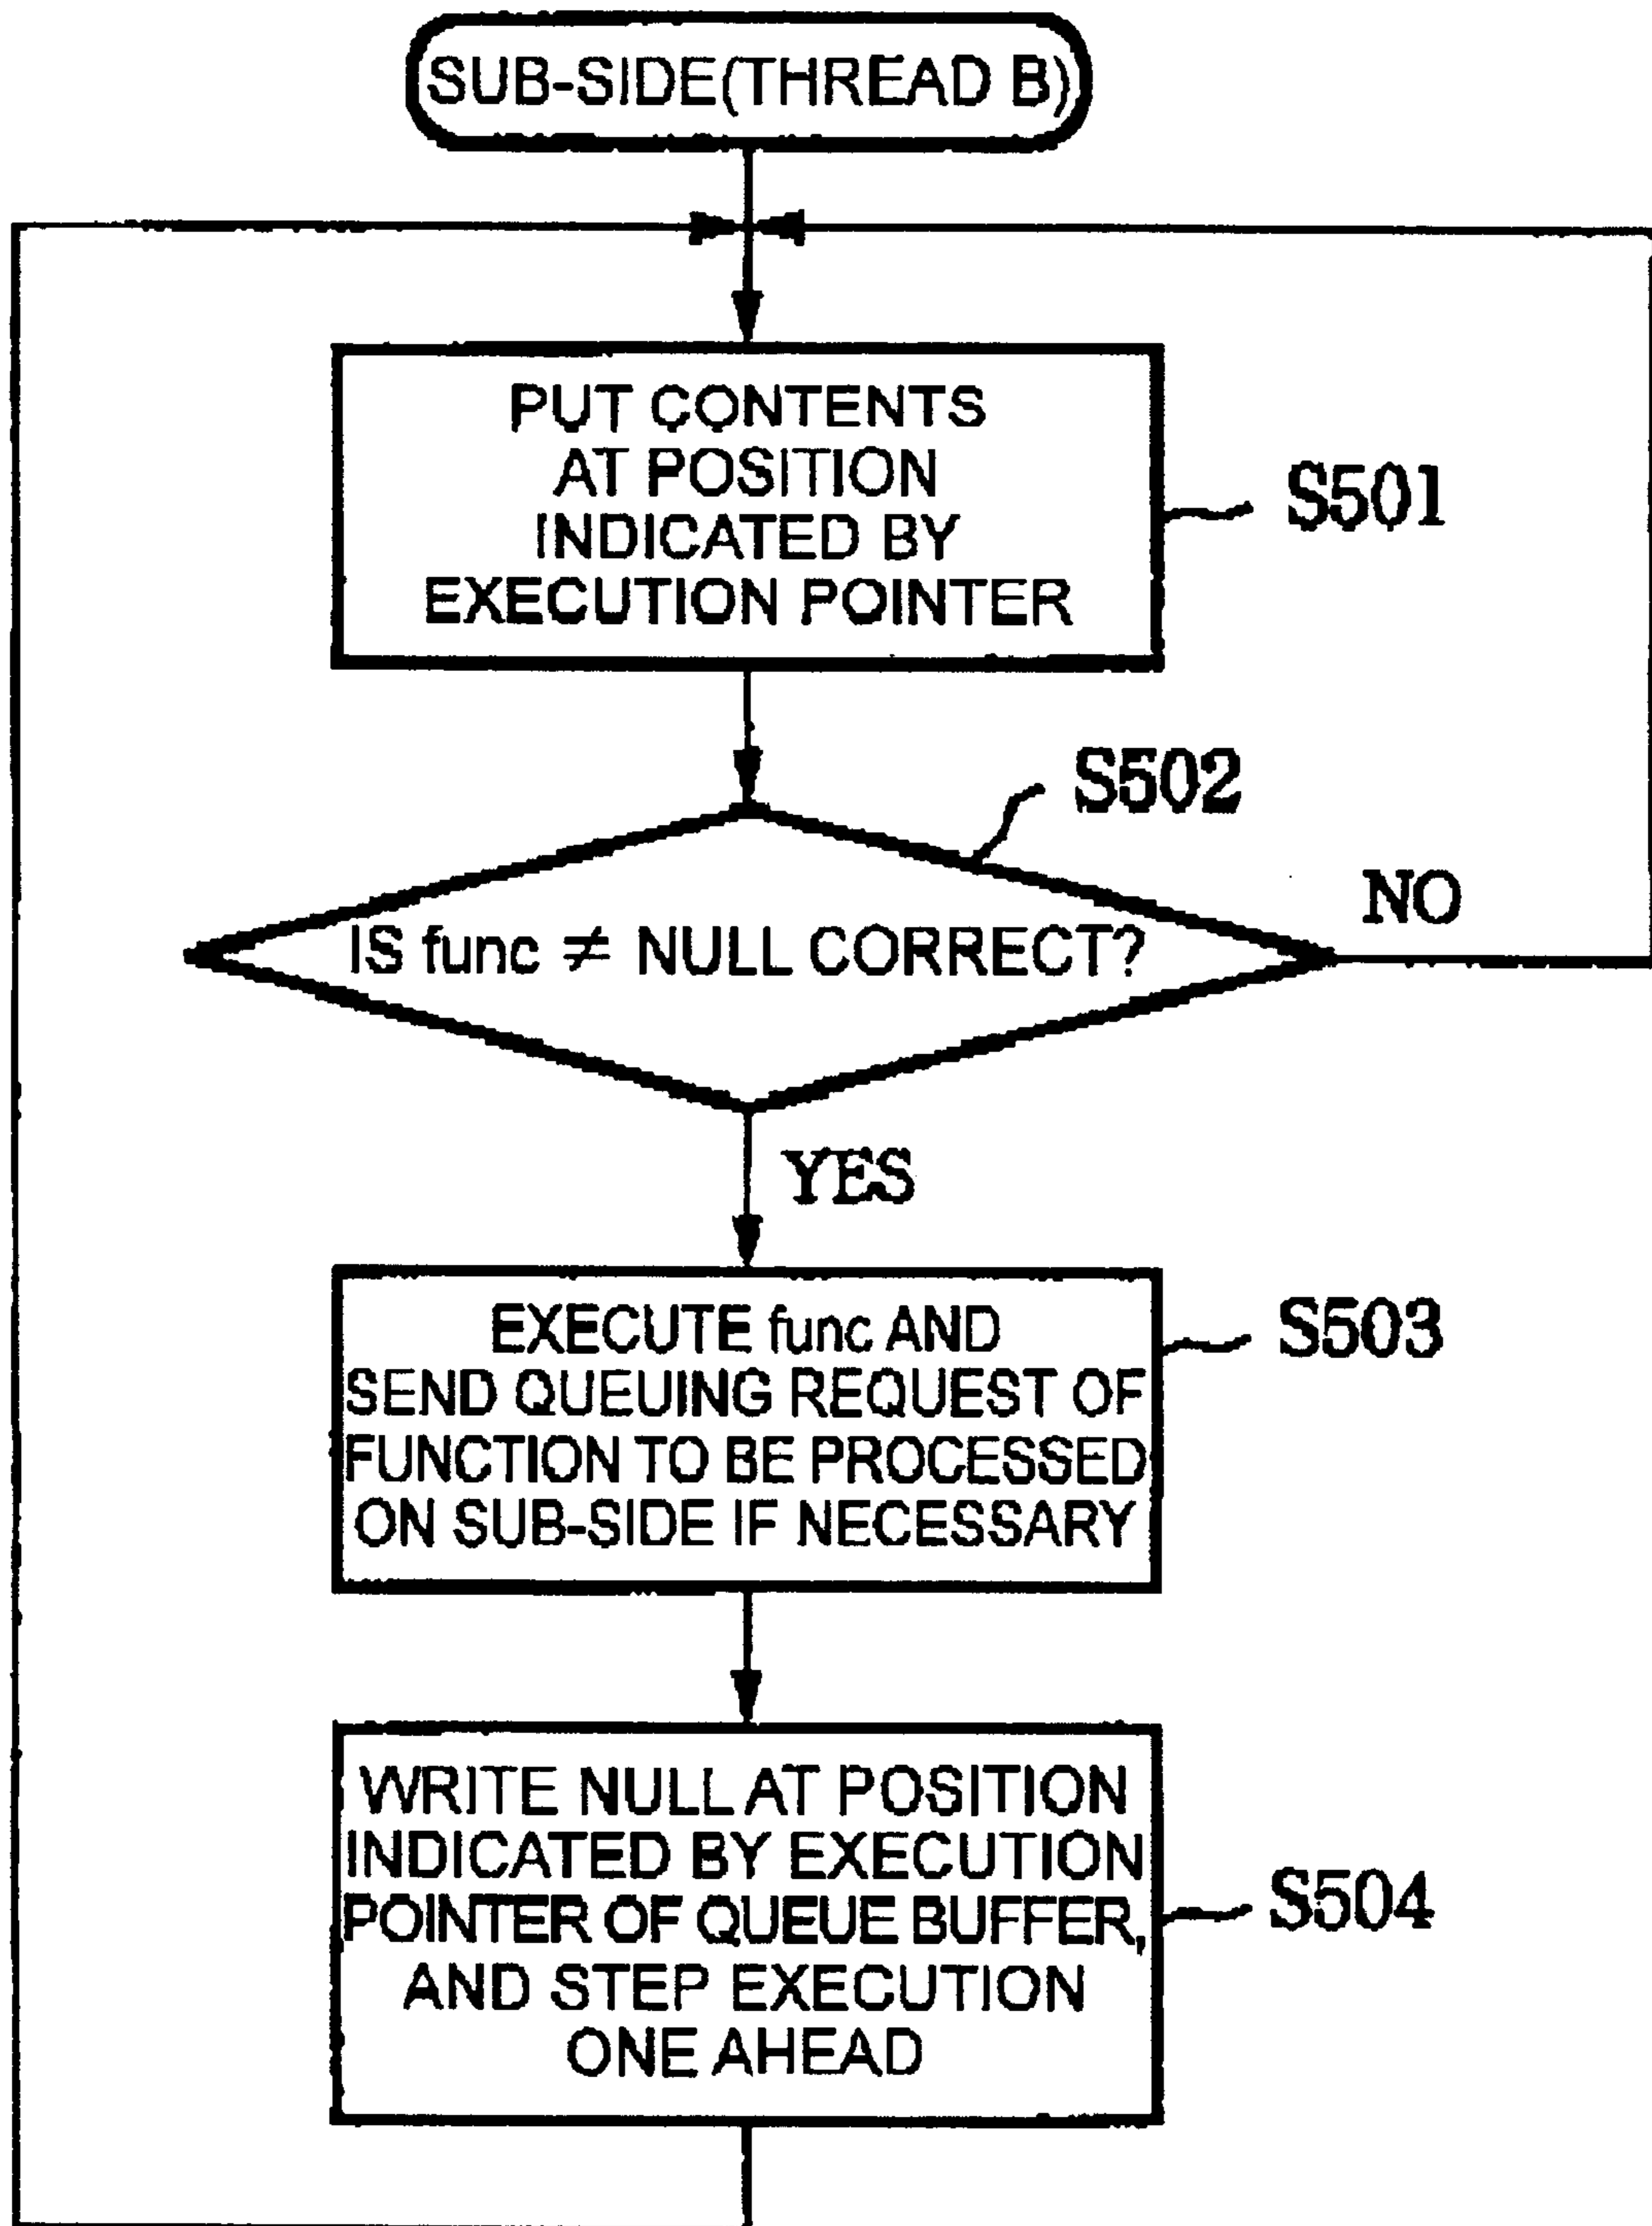 SUB-SIDE(THREAD B)
PUT CONTENTS
AT POSITION
INDICATED BY
EXECUTION POINTER
S501
S502
IS func ≠ NULL CORRECT?
NO
YES
EXECUTE func AND
SEND QUEUING REQUEST OF
FUNCTION TO BE PROCESSED
ON SUB-SIDE IF NECESSARY
S503
WRITE NULL AT POSITION
INDICATED BY EXECUTION
POINTER OF QUEUE BUFFER,
AND STEP EXECUTION
ONE AHEAD
S504